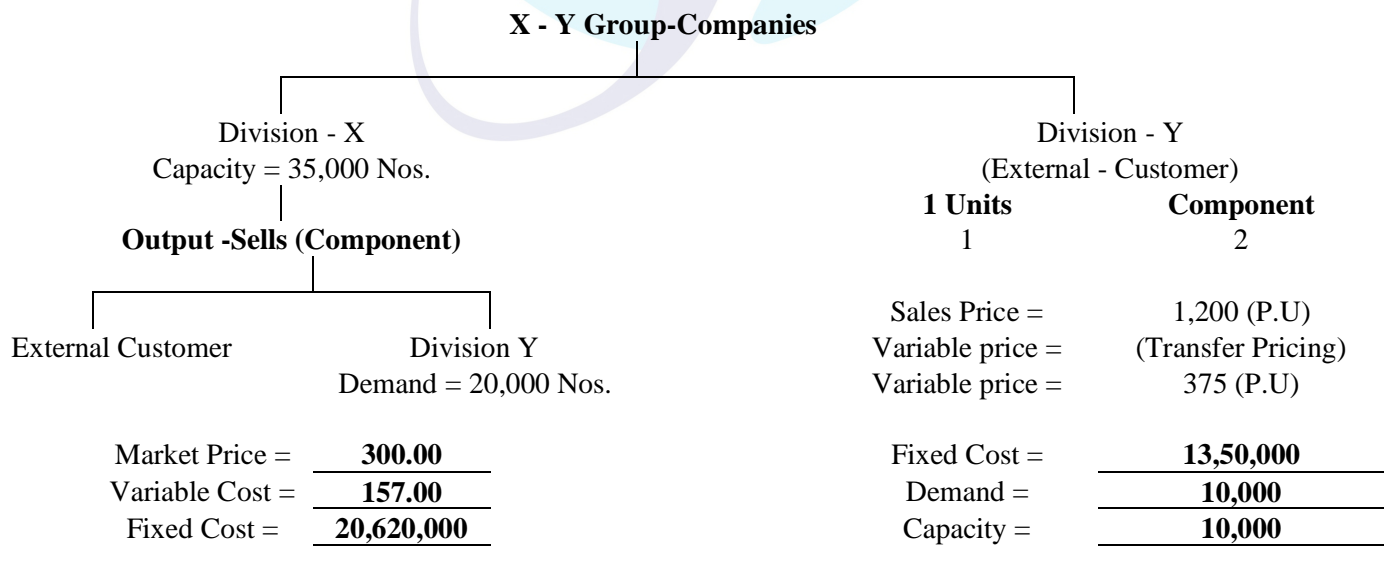 X - Y Group-Companies
Division - X
Capacity = 35,000 Nos.
Output -Sells (Component)
External Customer
Division Y
Demand = 20,000 Nos.
Market Price = 300.00
Variable Cost = 157.00
Fixed Cost = 20,620,000
Division - Y
(External - Customer)
1 Units Component
1 2
Sales Price = 1,200 (P.U)
Variable price = (Transfer Pricing)
Variable price = 375 (P.U)
Fixed Cost = 13,50,000
Demand = 10,000
Capacity = 10,000